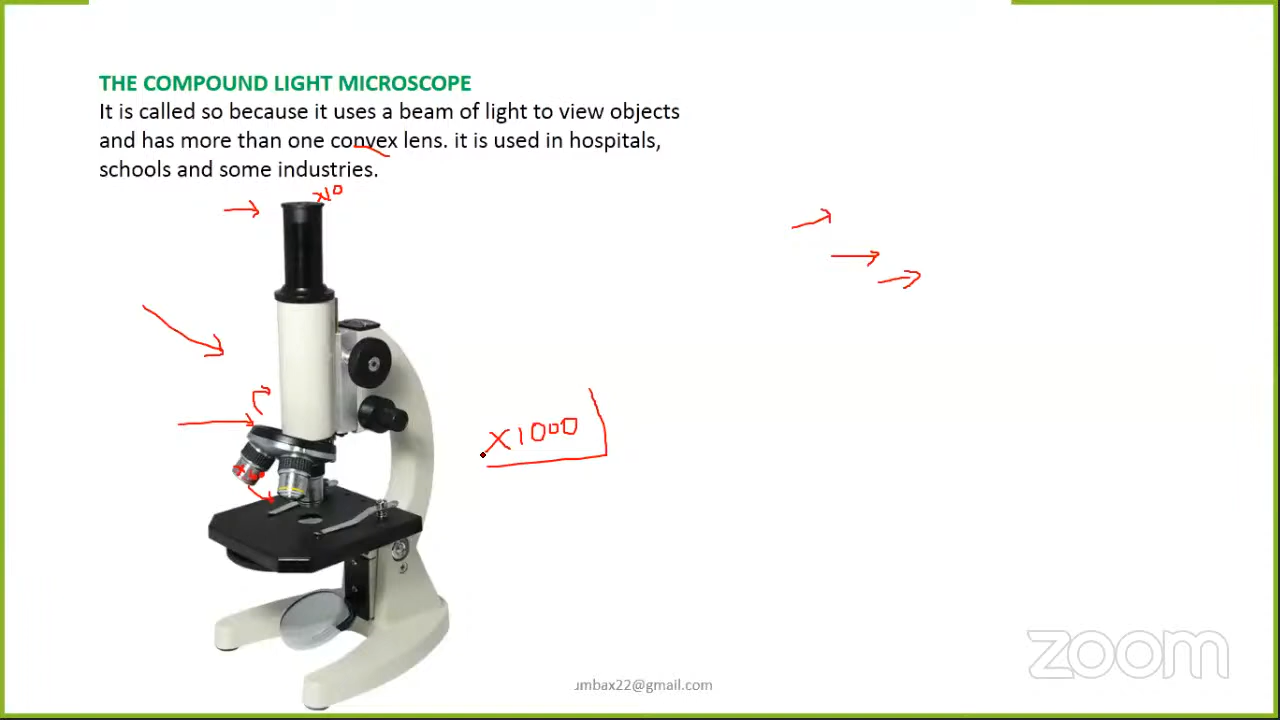 THE COMPOUND LIGHT MICROSCOPE
It is called so because it uses a beam of light to view objects
and has more than one convex lens. it is used in hospitals,
schools and some industries.
x10
X1000
zoom
umbax22@gmail.com